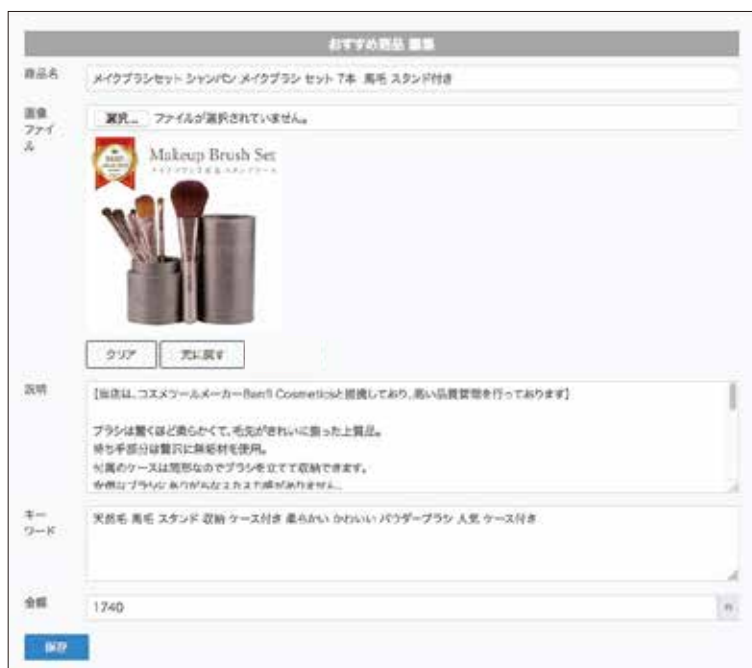 おすすめ商品 編集
商品名
メイクブラシセット シャンパン メイクブラシ セット 7本 馬毛 スタンド付き
画像
ファイ
ル
選択... ファイルが選択されていません。
Makeup Brush Set
クリア 元に戻す
説明
【当店は、コスメツールメーカー Cosmeticsと提携しており、高い品質管理を行っております】
ブラシは驚くほど柔らかくて、毛先がきれいに揃った上質品。
持ち手部分は贅沢に無垢材を使用。
付属のケースは筒形なのでブラシを立てて収納できます。
キー
ワード
天然毛 馬毛 スタンド 収納 ケース付き 柔らかい かわいい パウダーブラシ 人気 ケース付き
金額
1740
保存